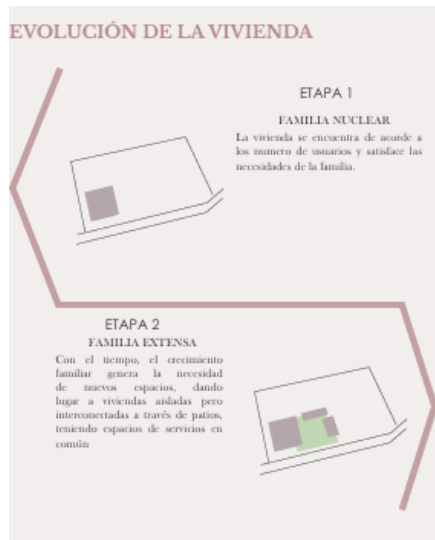 EVOLUCIÓN DE LA VIVIENDA
ETAPA 1
FAMILIA NUCLEAR
La vivienda se encuentra de acorde a
los numero de usuarios y satisface las
necesidades de la familia.
ETAPA 2
FAMILIA EXTENSA
Con el tiempo, el crecimiento
familiar genera la necesidad
de nuevos espacios, dando
lugar a viviendas aisladas pero
interconectadas a través de patios,
teniendo espacios de servicios en
común